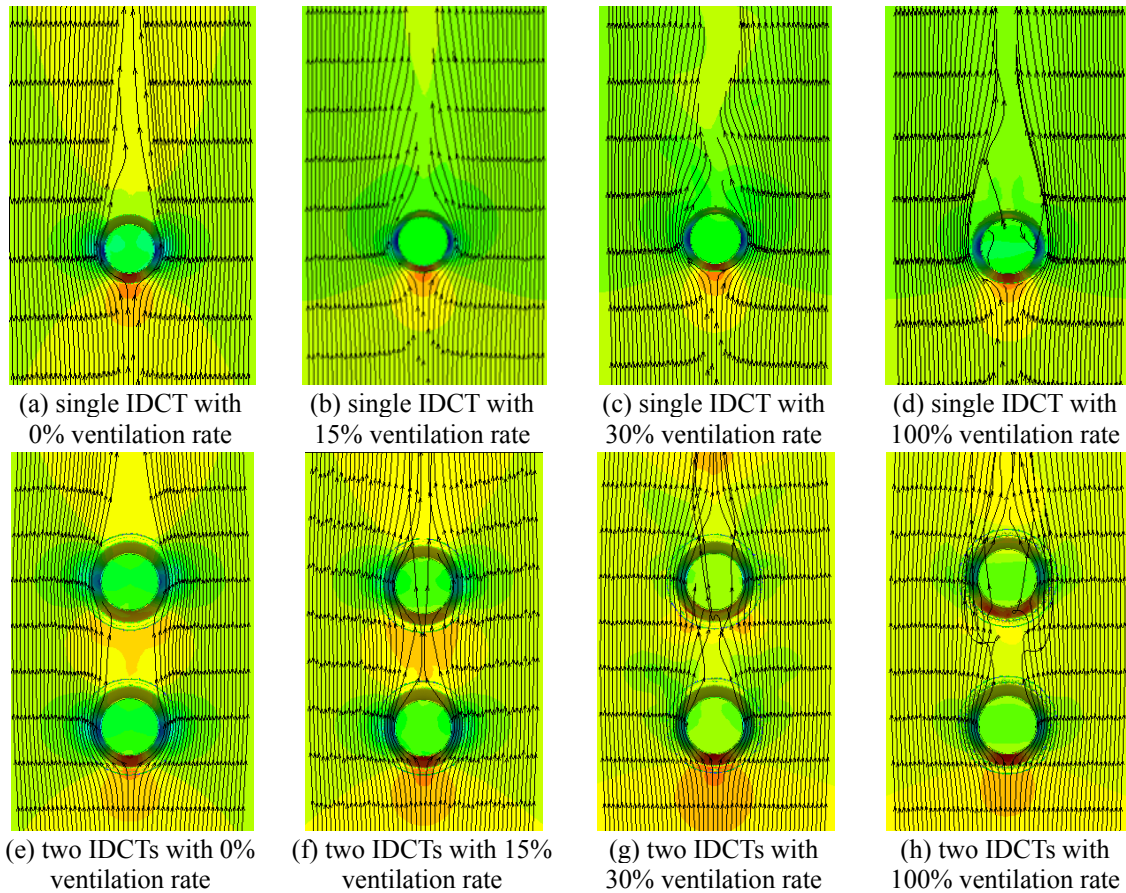 (a) single IDCT with
0% ventilation rate
(b) single IDCT with
15% ventilation rate
(c) single IDCT with
30% ventilation rate
(d) single IDCT with
100% ventilation rate
(e) two IDCTs with 0%
ventilation rate
(f) two IDCTs with 15%
ventilation rate
(g) two IDCTs with
30% ventilation rate
(h) two IDCTs with
100% ventilation rate